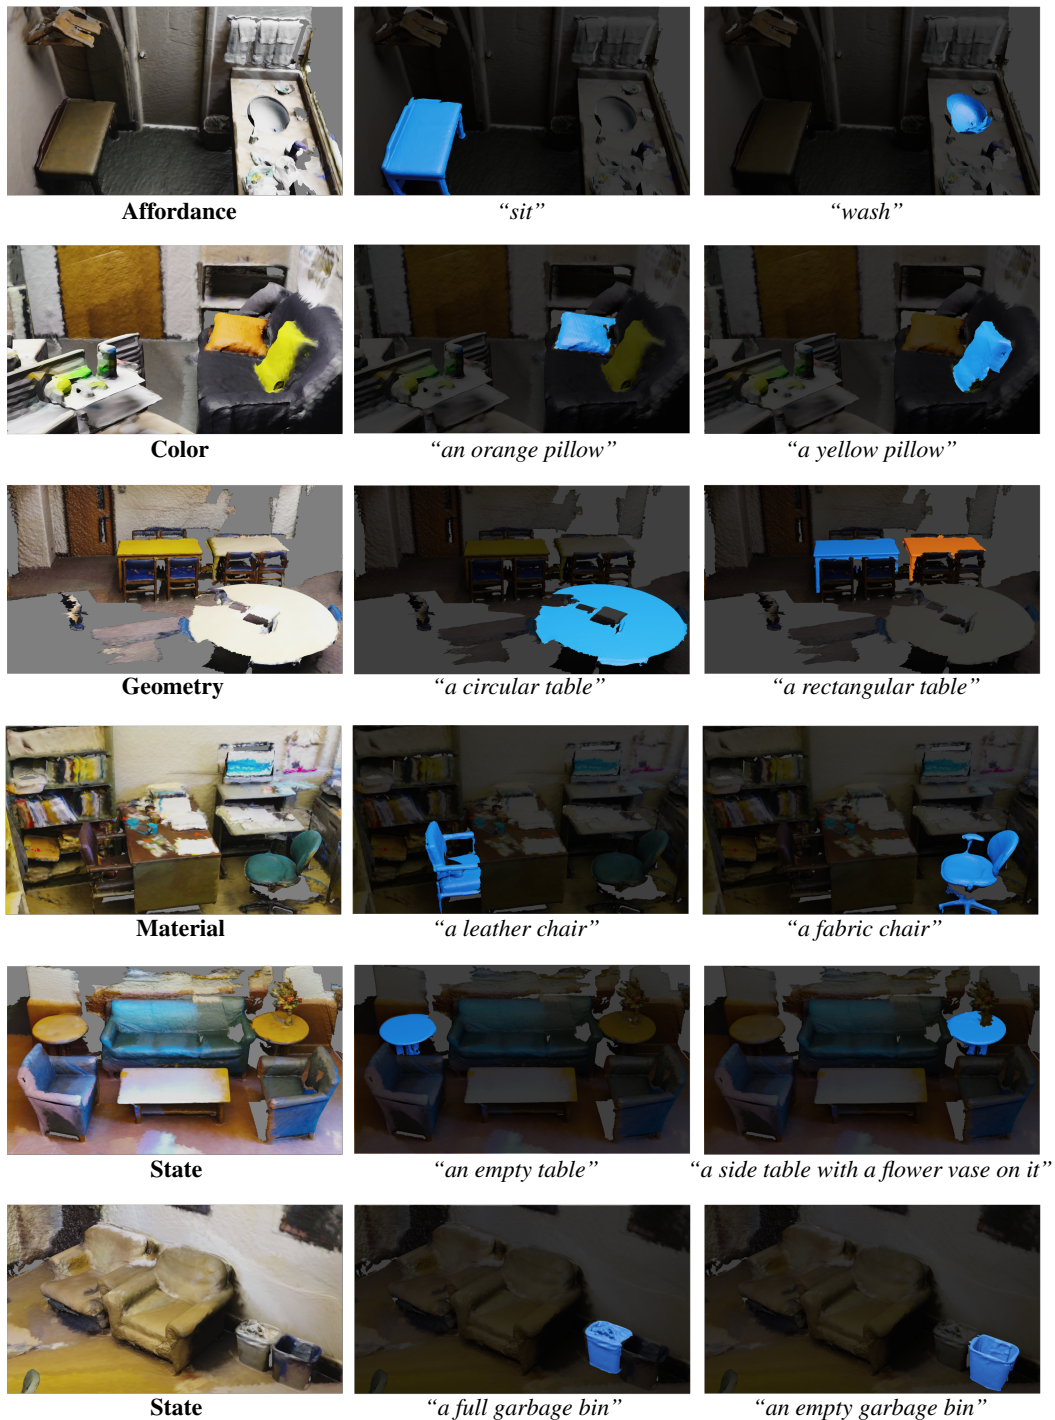 Affordance
“sit”
“wash”
Color
“an orange pillow”
“a yellow pillow”
Geometry
“a circular table”
“a rectangular table”
Material
“a leather chair”
“a fabric chair”
State
“an empty table”
“a side table with a flower vase on it”
State
“a full garbage bin”
“an empty garbage bin”